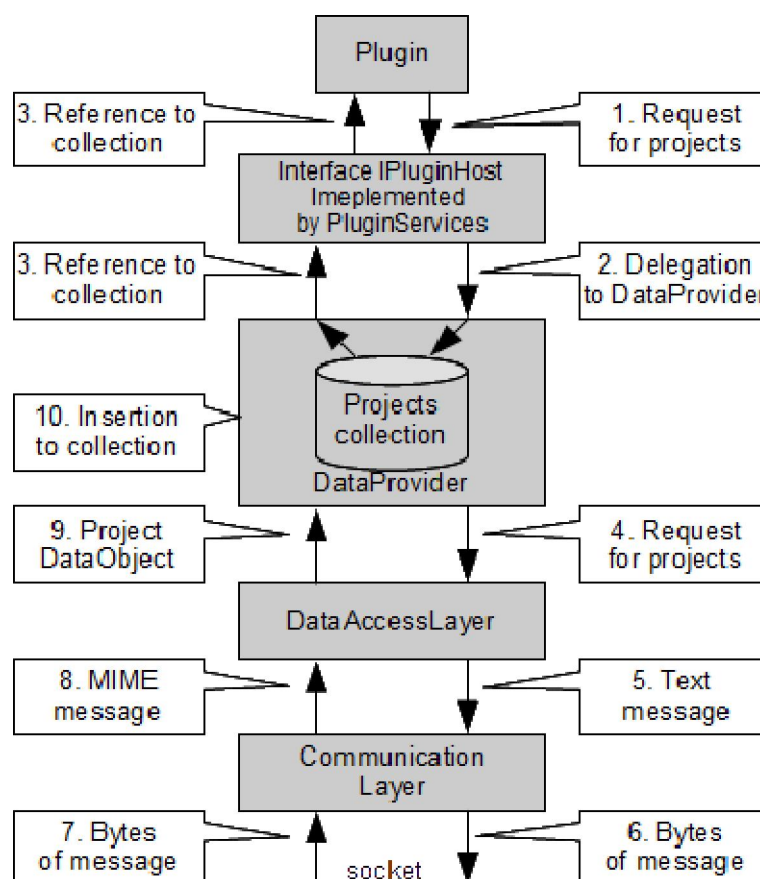 Plugin
3. Reference to
collection
1. Request
for projects
Interface IPluginHost
Imeplemented
by PluginServices
3. Reference to
collection
2. Delegation
to DataProvider
10. Insertion
to collection
Projects
collection
DataProvider
9. Project
DataObject
4. Request
for projects
DataAccessLayer
8. MIME
message
5. Text
message
Communication
Layer
7. Bytes
of message
6. Bytes
of message
socket